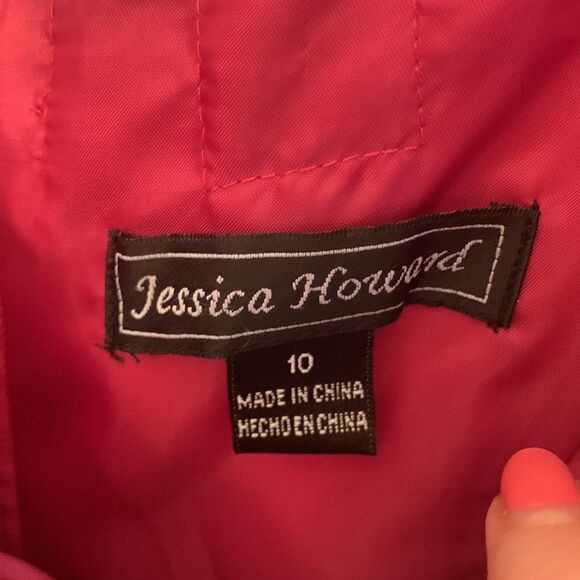 Jessica Howard
10
MADE IN CHINA
HECHO EN CHINA